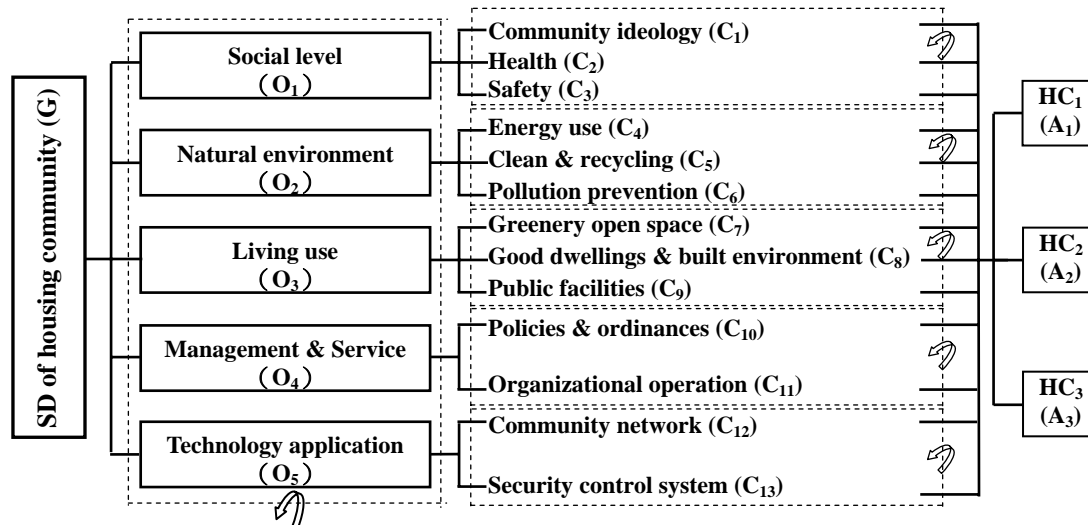 SD of housing community (G)
Social level
（O₁）
Natural environment
（O₂）
Living use
（O₃）
Management & Service
（O₄）
Technology application
（O₅）
Community ideology (C₁)
Health (C₂)
Safety (C₃)
Energy use (C₄)
Clean & recycling (C₅)
Pollution prevention (C₆)
Greenery open space (C₇)
Good dwellings & built environment (C₈)
Public facilities (C₉)
Policies & ordinances (C₁₀)
Organizational operation (C₁₁)
Community network (C₁₂)
Security control system (C₁₃)
HC₁
(A₁)
HC₂
(A₂)
HC₃
(A₃)